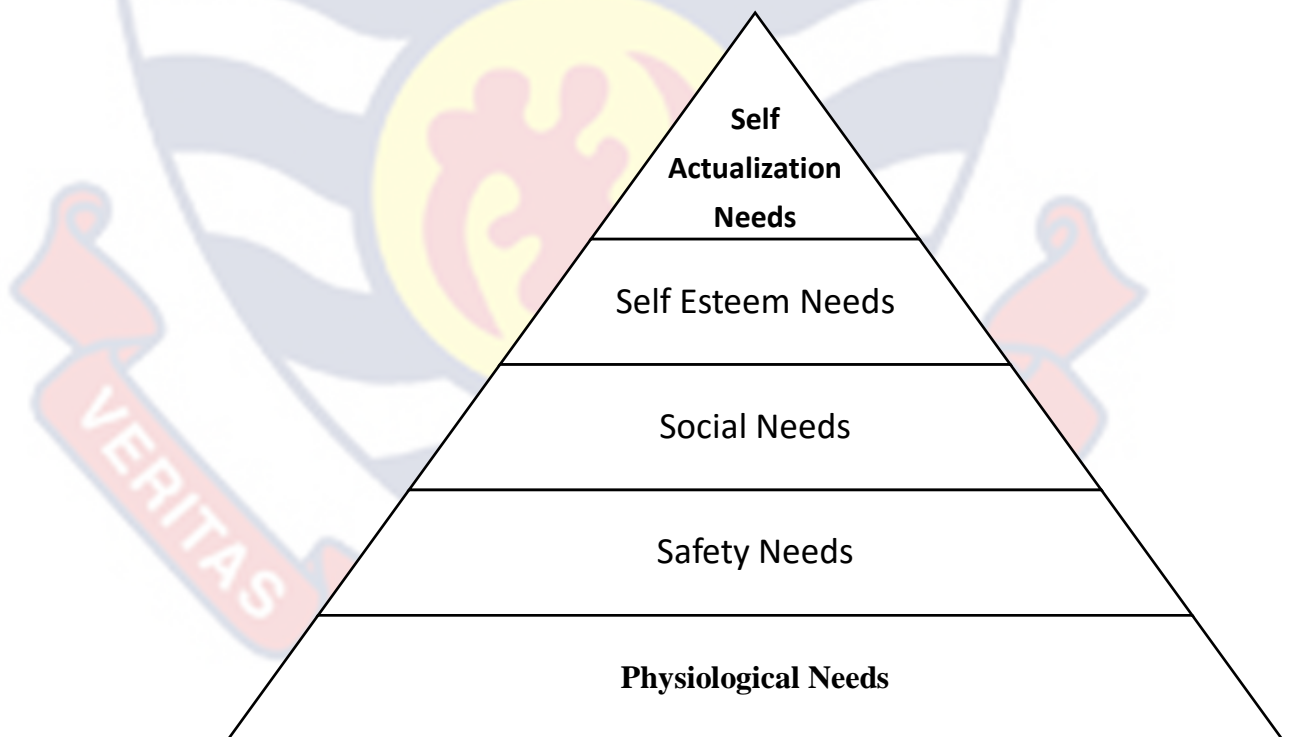 Self
Actualization
Needs
Self Esteem Needs
Social Needs
Safety Needs
Physiological Needs
VERITAS